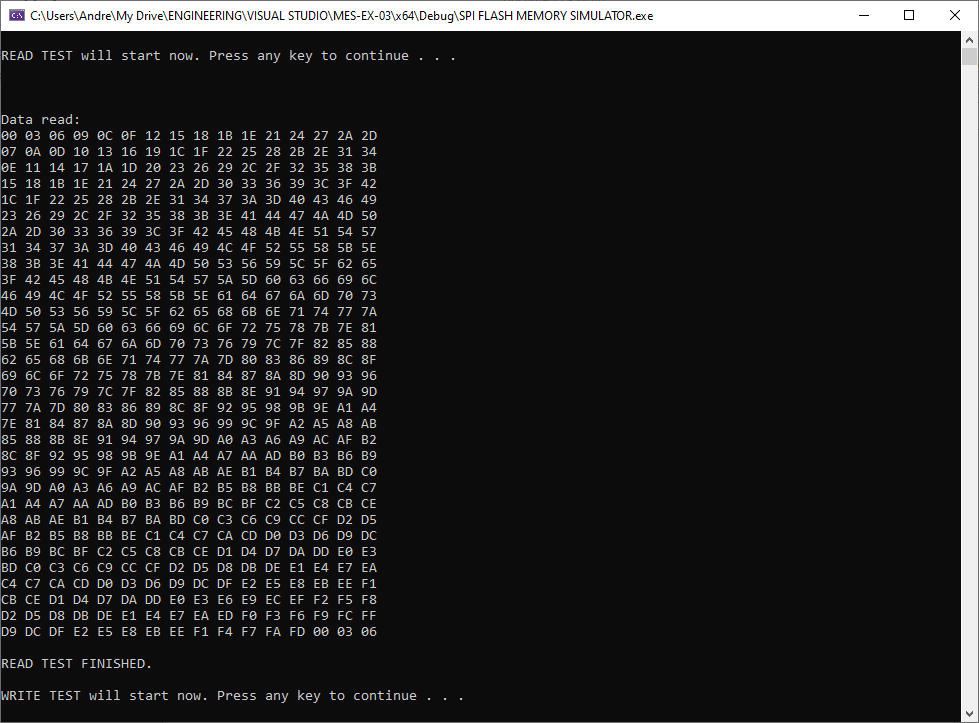 C:\Users\Andre\My Drive\ENGINEERING\VISUAL STUDIO\MES-EX-03\x64\Debug\SPI FLASH MEMORY SIMULATOR.exe
READ TEST will start now. Press any key to continue . . .
Data read:
00 03 06 09 0C 0F 12 15 18 1B 1E 21 24 27 2A 2D
07 0A 0D 10 13 16 19 1C 1F 22 25 28 2B 2E 31 34
0E 11 14 17 1A 1D 20 23 26 29 2C 2F 32 35 38 3B
15 18 1B 1E 21 24 27 2A 2D 30 33 36 39 3C 3F 42
1C 1F 22 25 28 2B 2E 31 34 37 3A 3D 40 43 46 49
23 26 29 2C 2F 32 35 38 3B 3E 41 44 47 4A 4D 50
2A 2D 30 33 36 39 3C 3F 42 45 48 4B 4E 51 54 57
31 34 37 3A 3D 40 43 46 49 4C 4F 52 55 58 5B 5E
38 3B 3E 41 44 47 4A 4D 50 53 56 59 5C 5F 62 65
3F 42 45 48 4B 4E 51 54 57 5A 5D 60 63 66 69 6C
46 49 4C 4F 52 55 58 5B 5E 61 64 67 6A 6D 70 73
4D 50 53 56 59 5C 5F 62 65 68 6B 6E 71 74 77 7A
54 57 5A 5D 60 63 66 69 6C 6F 72 75 78 7B 7E 81
5B 5E 61 64 67 6A 6D 70 73 76 79 7C 7F 82 85 88
62 65 68 6B 6E 71 74 77 7A 7D 80 83 86 89 8C 8F
69 6C 6F 72 75 78 7B 7E 81 84 87 8A 8D 90 93 96
70 73 76 79 7C 7F 82 85 88 8B 8E 91 94 97 9A 9D
77 7A 7D 80 83 86 89 8C 8F 92 95 98 9B 9E A1 A4
7E 81 84 87 8A 8D 90 93 96 99 9C 9F A2 A5 A8 AB
85 88 8B 8E 91 94 97 9A 9D A0 A3 A6 A9 AC AF B2
8C 8F 92 95 98 9B 9E A1 A4 A7 AA AD B0 B3 B6 B9
93 96 99 9C 9F A2 A5 A8 AB AE B1 B4 B7 BA BD C0
9A 9D A0 A3 A6 A9 AC AF B2 B5 B8 BB BE C1 C4 C7
A1 A4 A7 AA AD B0 B3 B6 B9 BC BF C2 C5 C8 CB CE
A8 AB AE B1 B4 B7 BA BD C0 C3 C6 C9 CC CF D2 D5
AF B2 B5 B8 BB BE C1 C4 C7 CA CD D0 D3 D6 D9 DC
B6 B9 BC BF C2 C5 C8 CB CE D1 D4 D7 DA DD E0 E3
BD C0 C3 C6 C9 CC CF D2 D5 D8 DB DE E1 E4 E7 EA
C4 C7 CA CD D0 D3 D6 D9 DC DF E2 E5 E8 EB EE F1
CB CE D1 D4 D7 DA DD E0 E3 E6 E9 EC EF F2 F5 F8
D2 D5 D8 DB DE E1 E4 E7 EA ED F0 F3 F6 F9 FC FF
D9 DC DF E2 E5 E8 EB EE F1 F4 F7 FA FD 00 03 06
READ TEST FINISHED.
WRITE TEST will start now. Press any key to continue . . .